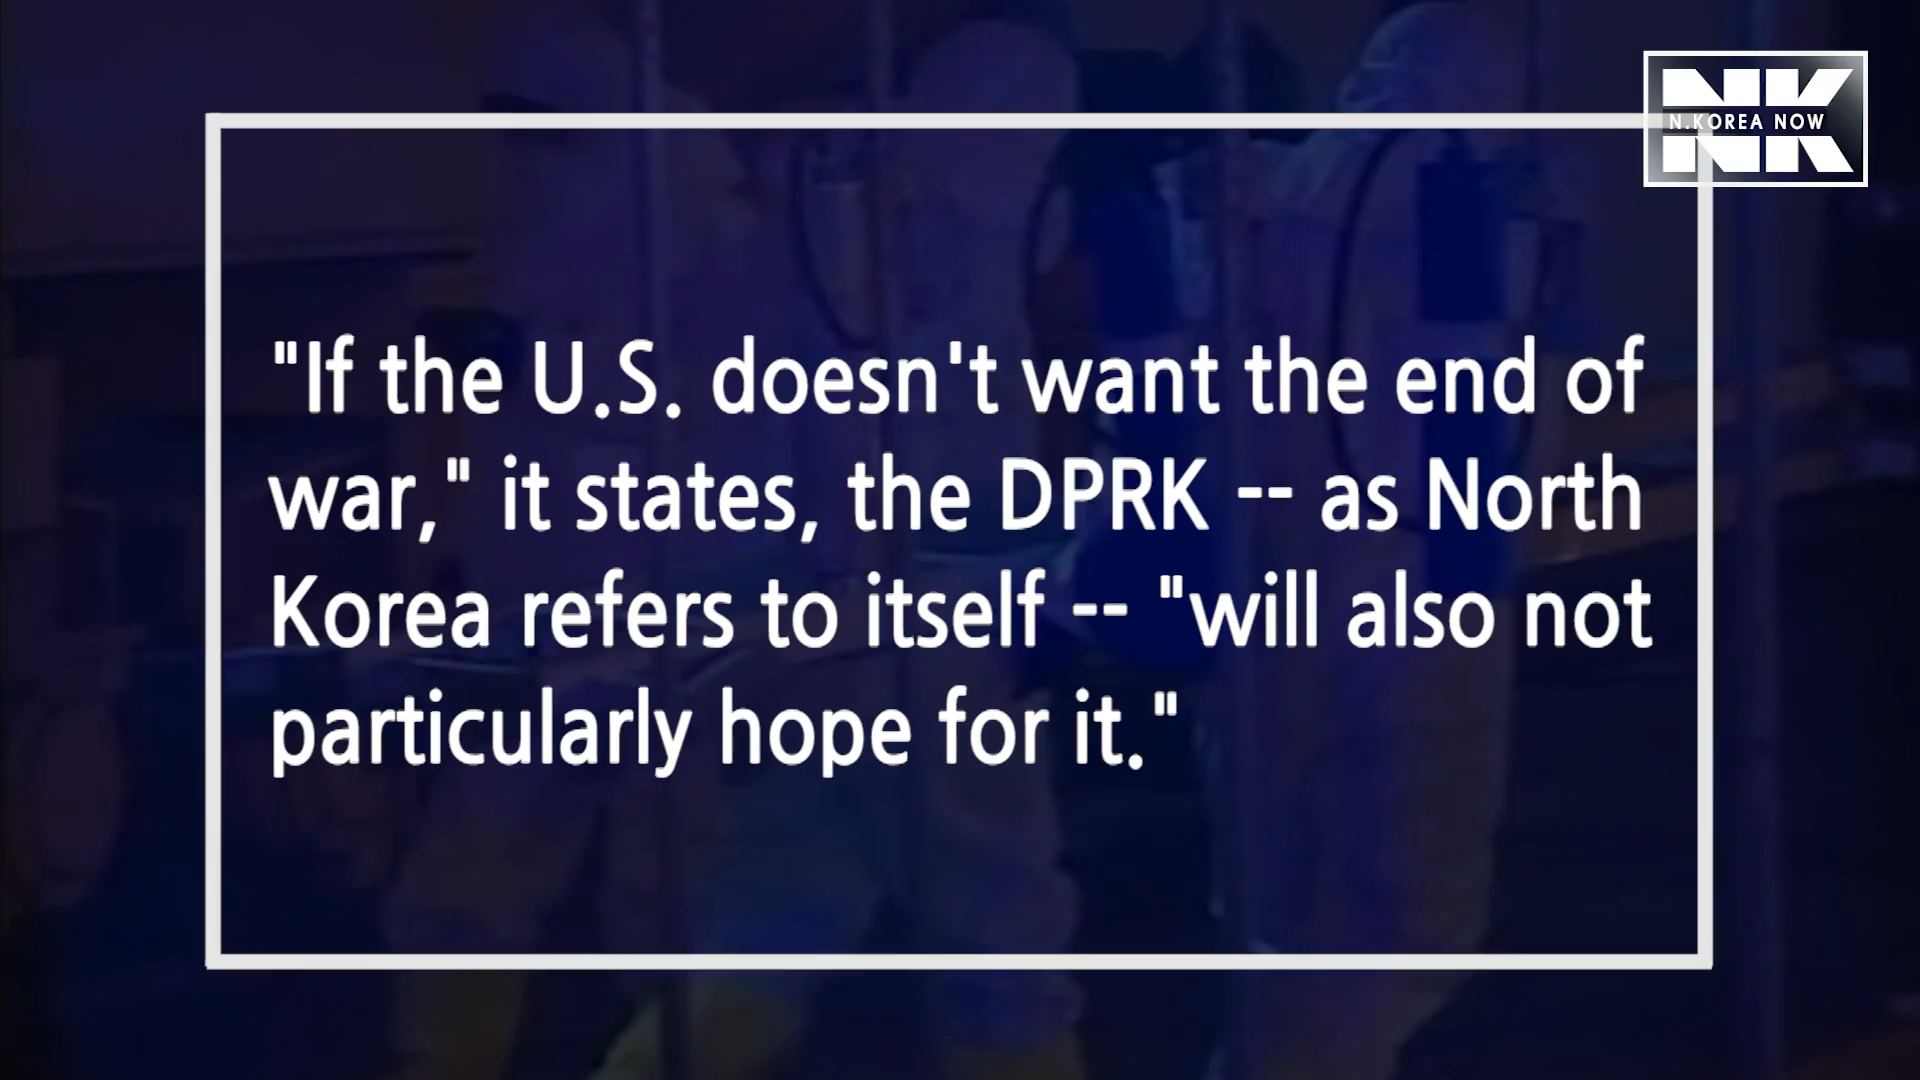 NK
N.KOREA NOW
"If the U.S. doesn't want the end of
war," it states, the DPRK -- as North
Korea refers to itself -- "will also not
particularly hope for it."